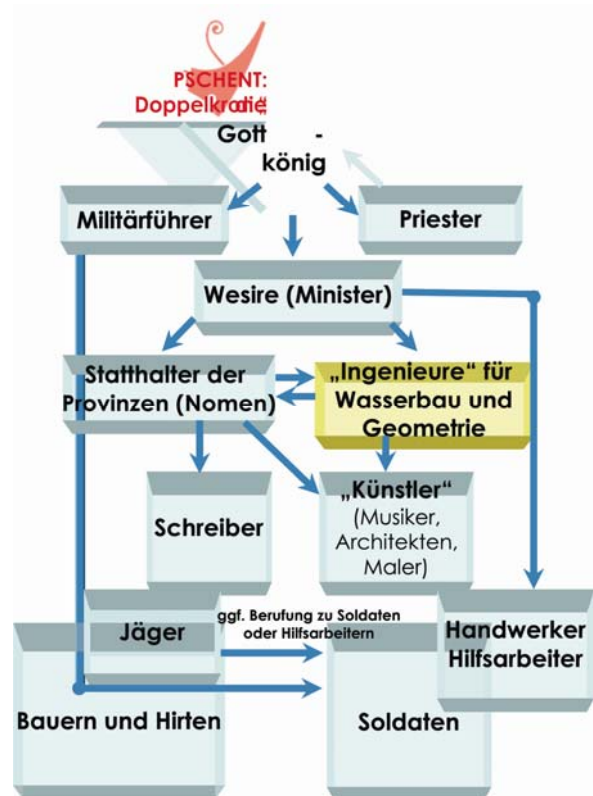 PSCHENT:
Gott -
könig
Militärführer
Priester
Wesire (Minister)
Statthalter der
Provinzen (Nomen)
„Ingenieure“ für
Wasserbau und
Geometrie
Schreiber
„Künstler“
(Musiker,
Architekten,
Maler)
Jäger
ggf. Berufung zu Soldaten
oder Hilfsarbeitern
Handwerker
Hilfsarbeiter
Bauern und Hirten
Soldaten